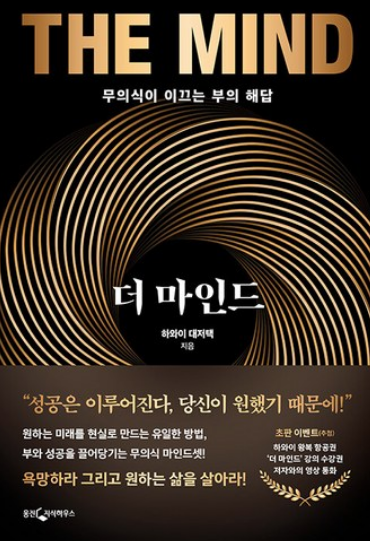 THE MIND
무의식이 이끄는 부의 해답
더 마인드
하와이 대저택
지음
“성공은 이루어진다, 당신이 원했기 때문에!”
원하는 미래를 현실로 만드는 유일한 방법,
부와 성공을 끌어당기는 무의식 마인드셋!
욕망하라 그리고 원하는 삶을 살아라!
초판 이벤트(추첨)
하와이 왕복 항공권
‘더 마인드’ 강의 수강권
저자와의 영상 통화
웅진 지식하우스